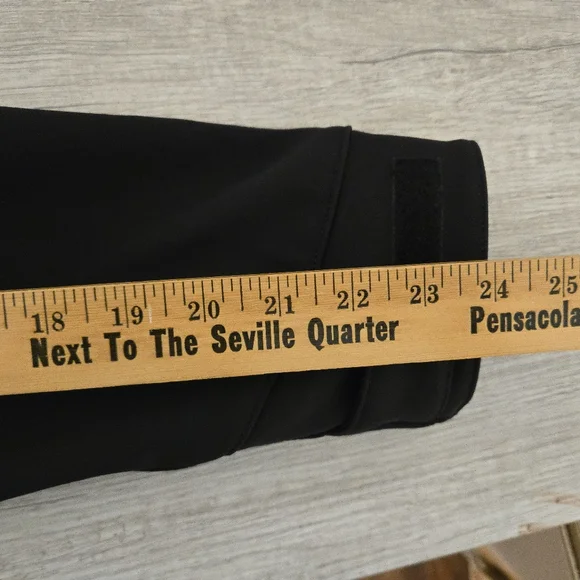 18 19 20 21 22 23 24 25
Next To The Seville Quarter Pensacola